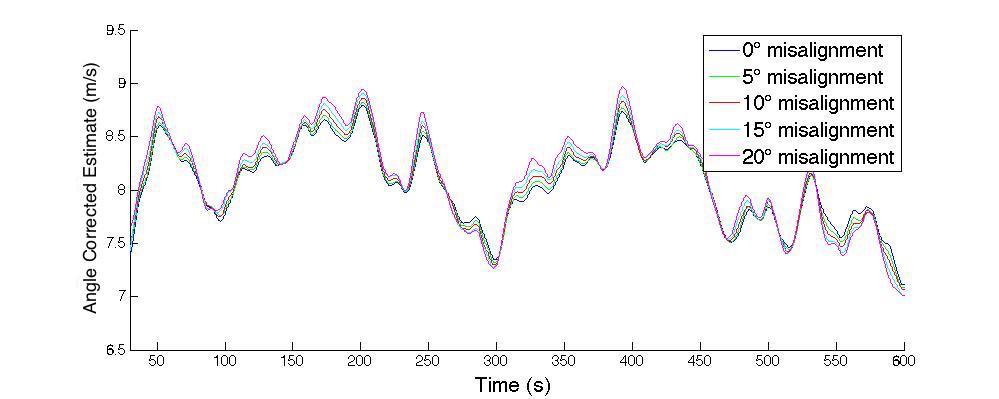 9.5
9
8.5
8
7.5
7
6.5
Angle Corrected Estimate (m/s)
0° misalignment
5° misalignment
10° misalignment
15° misalignment
20° misalignment
50 100 150 200 250 300 350 400 450 500 550 600
Time (s)